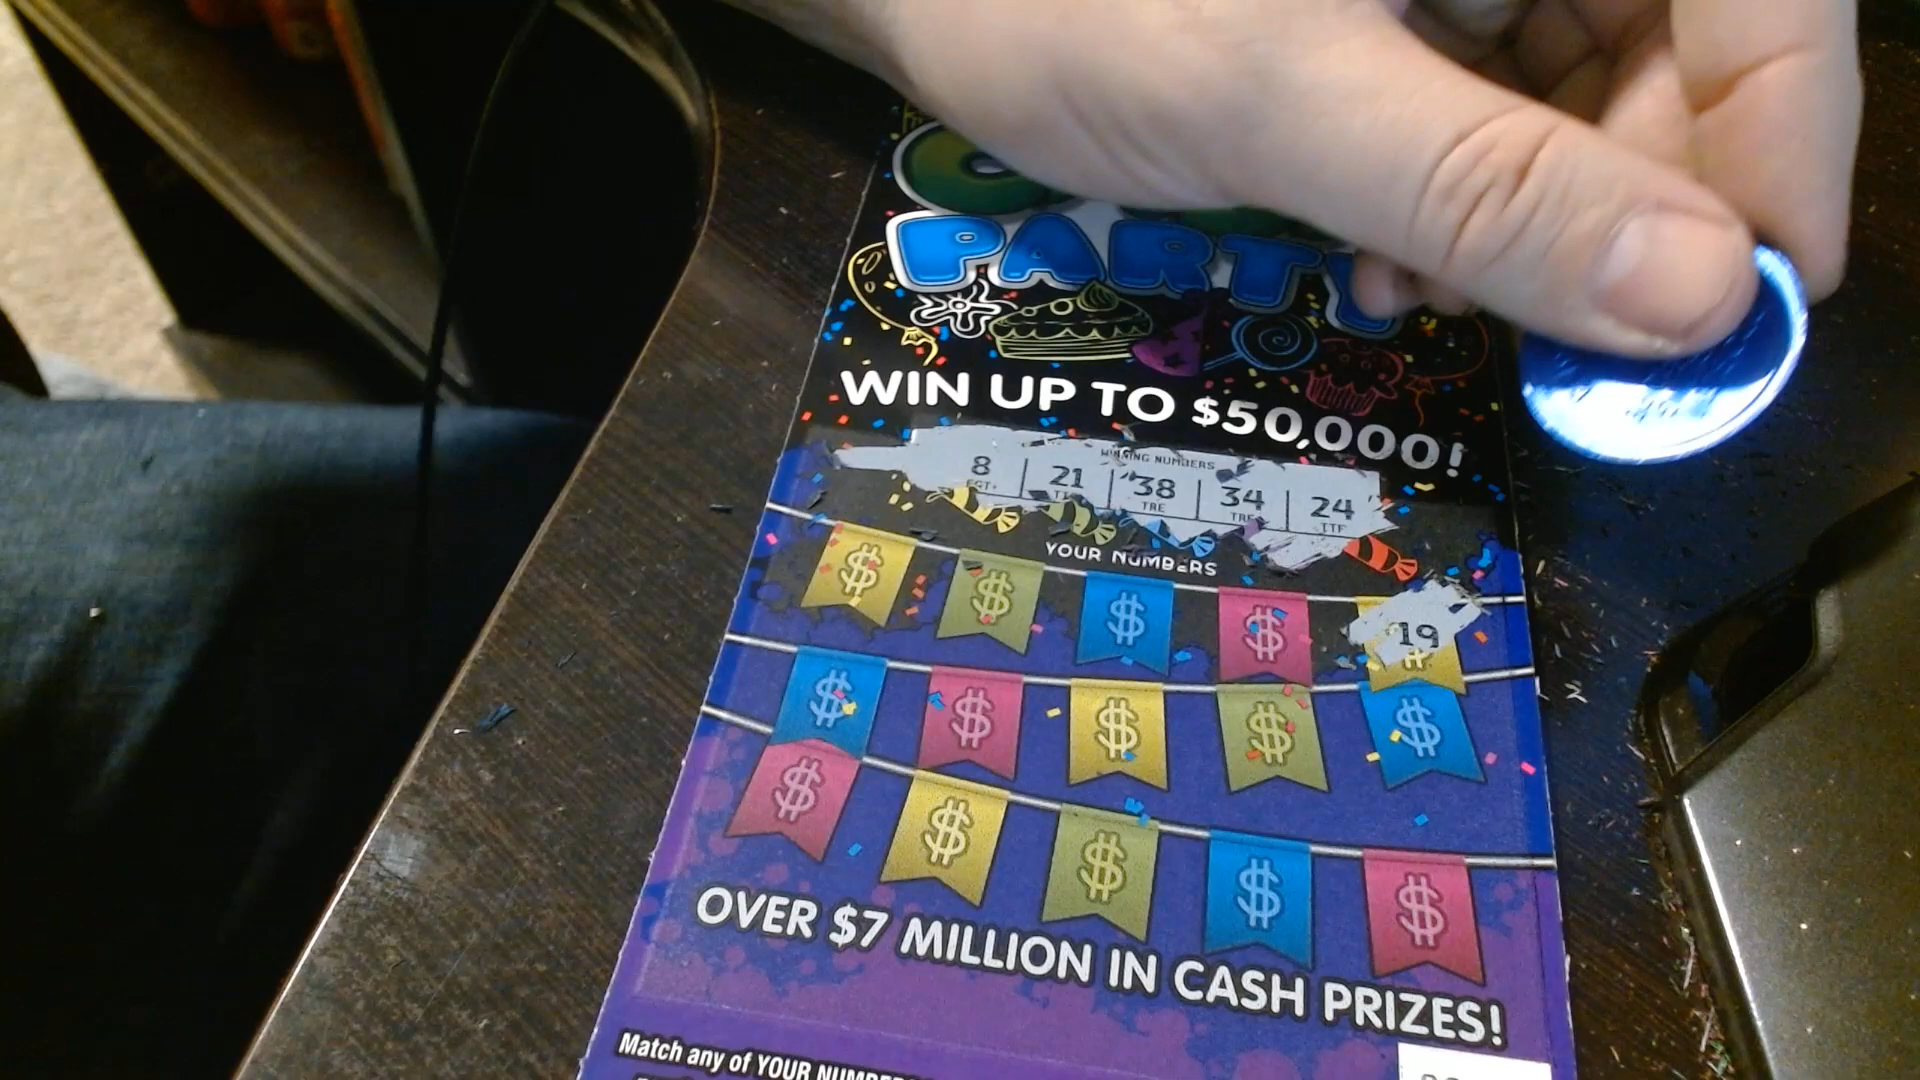 PARTY
WIN UP TO $50,000!
WINNING NUMBERS
8 21 38 34 24
TRE
YOUR NUMBERS
$ $ $ $ 19
$ $ $ $ $
$ $ $ $ $
OVER $7 MILLION IN CASH PRIZES!
Match any of YOUR NUMBERS